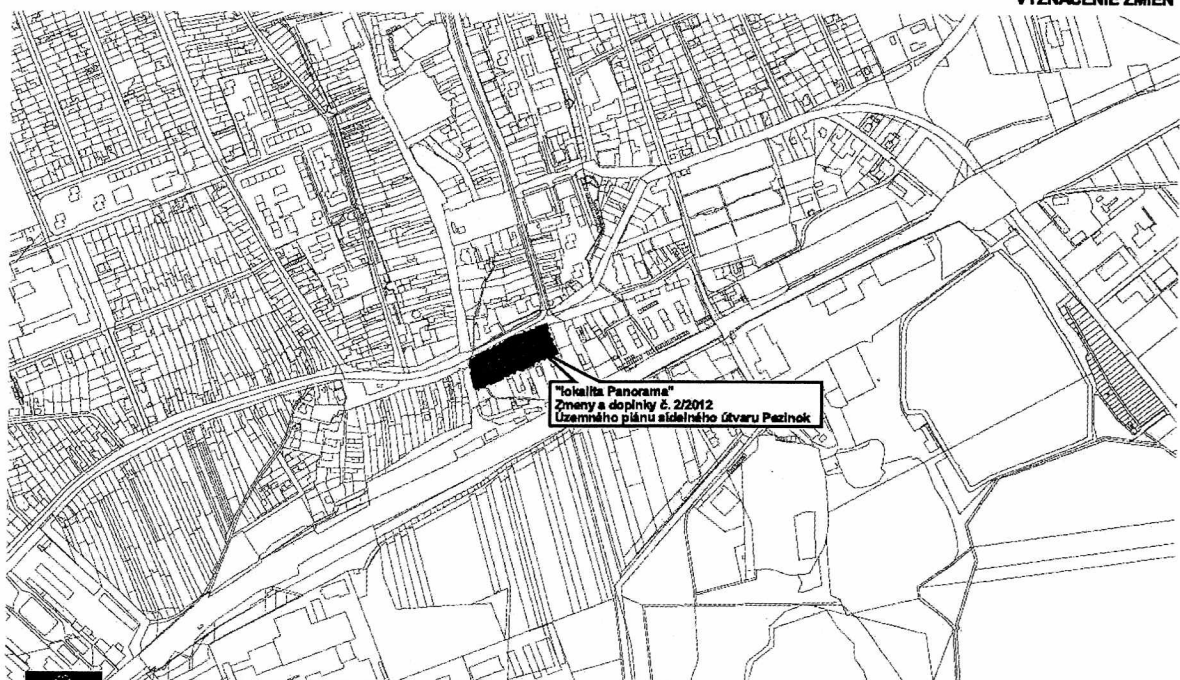 VYZNAČENIE ZMIEN
"lokalita Panorama"
Zmeny a doplnky č. 2/2012
Územného plánu sídelného útvaru Pezinok